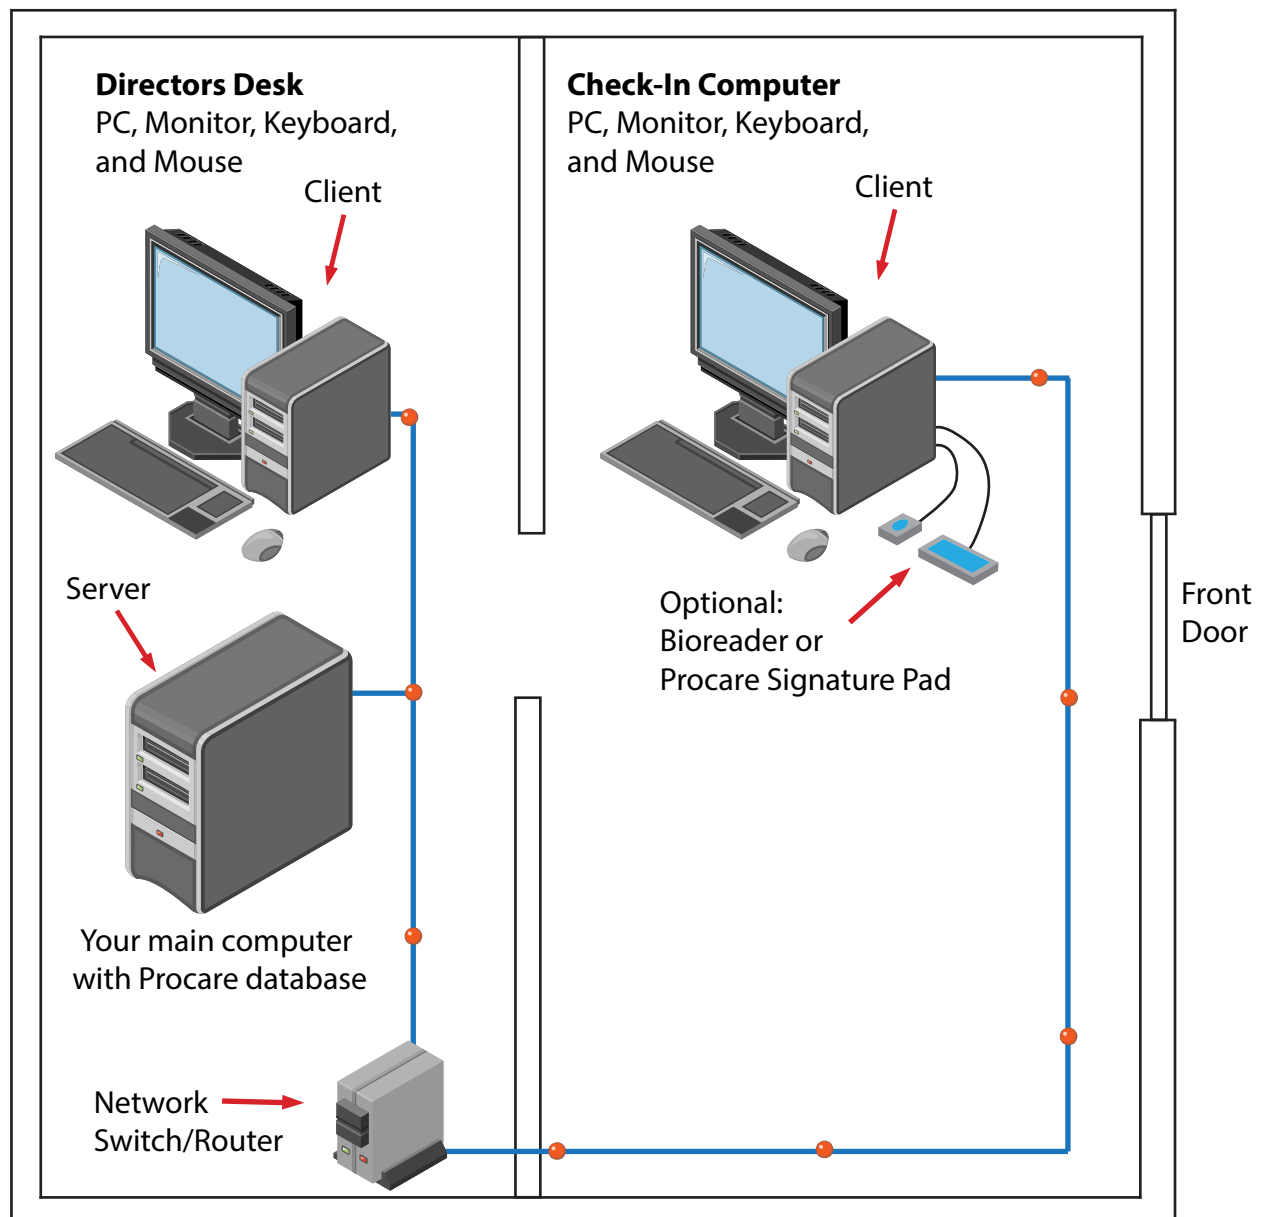 Directors Desk
PC, Monitor, Keyboard,
and Mouse
Client
Check-In Computer
PC, Monitor, Keyboard,
and Mouse
Client
Server
Optional:
Bioreader or
Procare Signature Pad
Front
Door
Your main computer
with Procare database
Network
Switch/Router